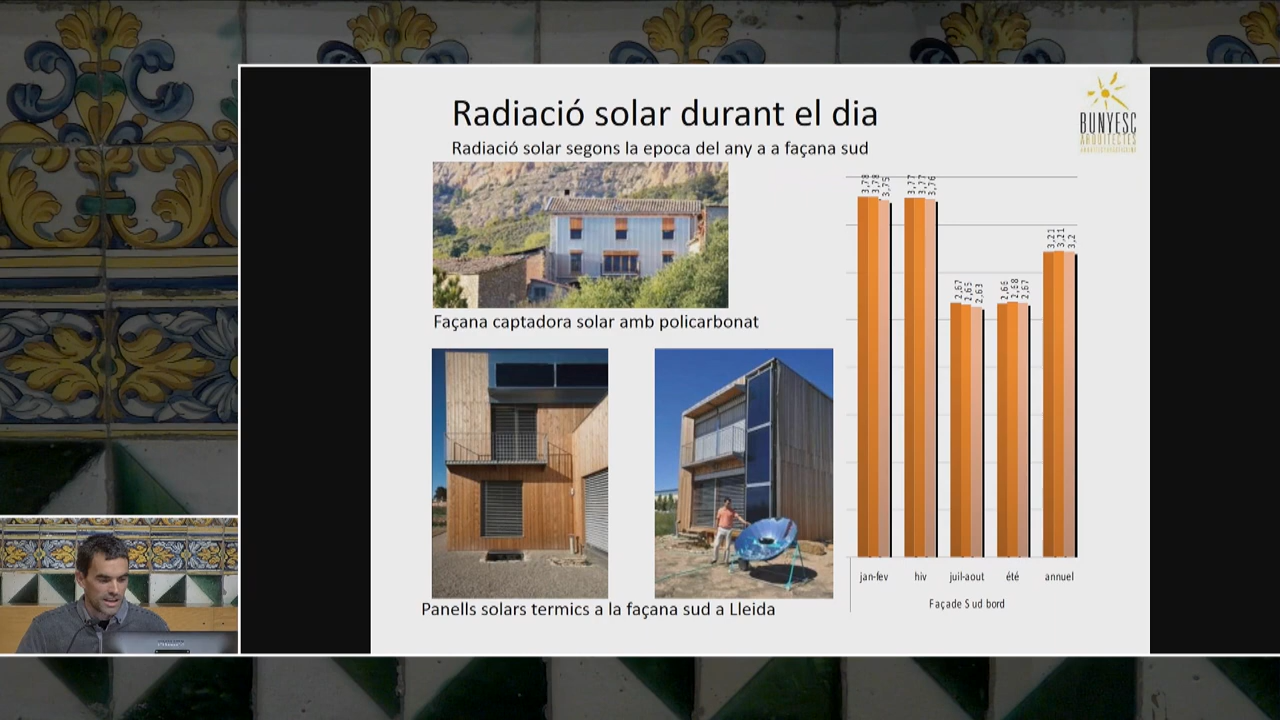 Radiació solar durant el dia
Radiació solar segons la epoca del any a a façana sud
BUNYESC
ARQUITECTES
Façana captadora solar amb policarbonat
Panells solars termics a la façana sud a Lleida
3,78 3,78 3,75
3,77 3,77 3,76
2,67 2,65 2,63
2,66 2,68 2,67
3,21 3,21 3,2
jan-fev hiv juil-aout été annuel
Façade Sud bord
PHILIPS